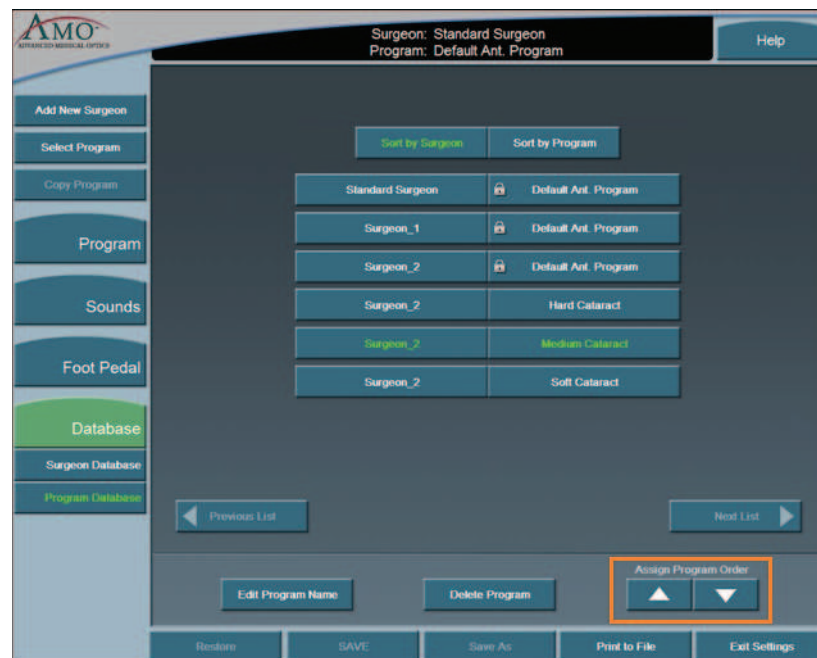 AMO
ADVANCED MEDICAL OPTICS
Surgeon: Standard Surgeon
Program: Default Ant. Program
Help
Add New Surgeon
Select Program
Copy Program
Program
Sounds
Foot Pedal
Database
Surgeon Database
Program Database
Sort by Surgeon Sort by Program
Standard Surgeon Default Ant. Program
Surgeon_1 Default Ant. Program
Surgeon_2 Default Ant. Program
Surgeon_2 Hard Cataract
Surgeon_2 Medium Cataract
Surgeon_2 Soft Cataract
Previous List Next List
Assign Program Order
Edit Program Name Delete Program
Restore SAVE Save As Print to File Exit Settings